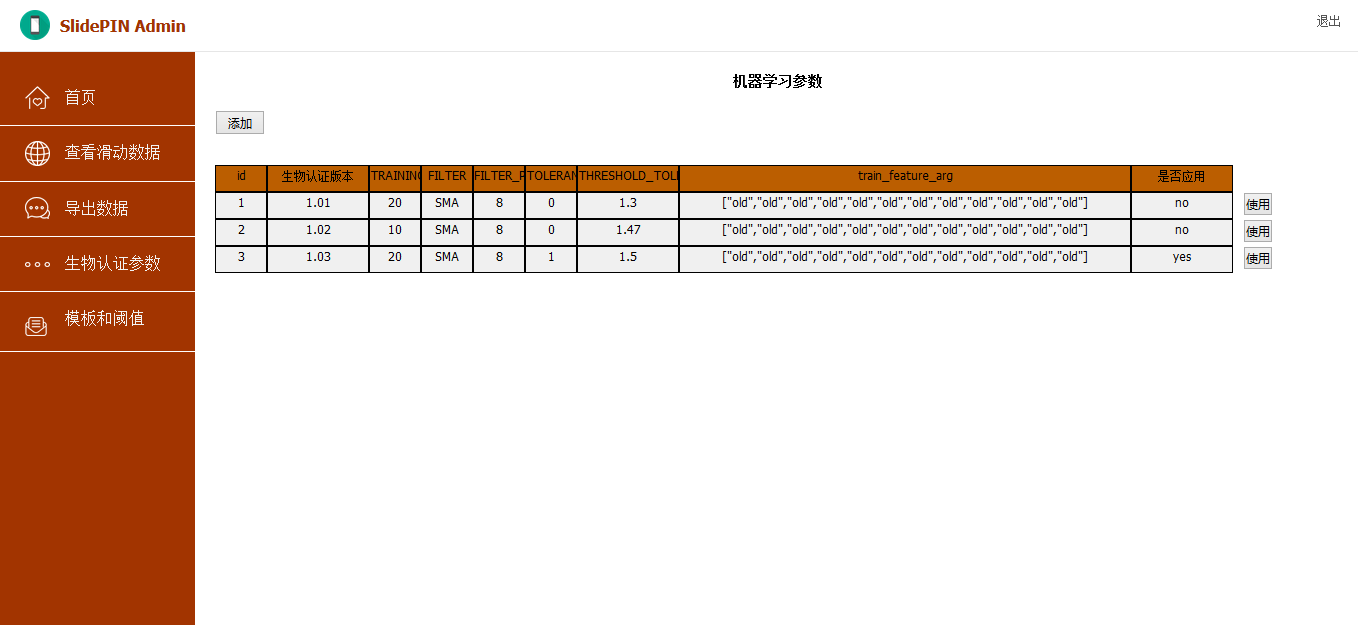 SlidePIN Admin
退出
首页
查看滑动数据
导出数据
生物认证参数
模板和阈值
机器学习参数
添加
id 生物认证版本 TRAINING FILTER FILTER_P TOLERAN THRESHOLD_TOL train_feature_arg 是否应用
1 1.01 20 SMA 8 0 1.3 ["old","old","old","old","old","old","old","old","old","old","old","old"] no 使用
2 1.02 10 SMA 8 0 1.47 ["old","old","old","old","old","old","old","old","old","old","old","old"] no 使用
3 1.03 20 SMA 8 1 1.5 ["old","old","old","old","old","old","old","old","old","old","old","old"] yes 使用